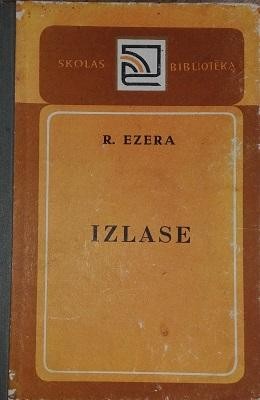 SKOLAS BIBLIOTĒKA
R. EZERA
IZLASE